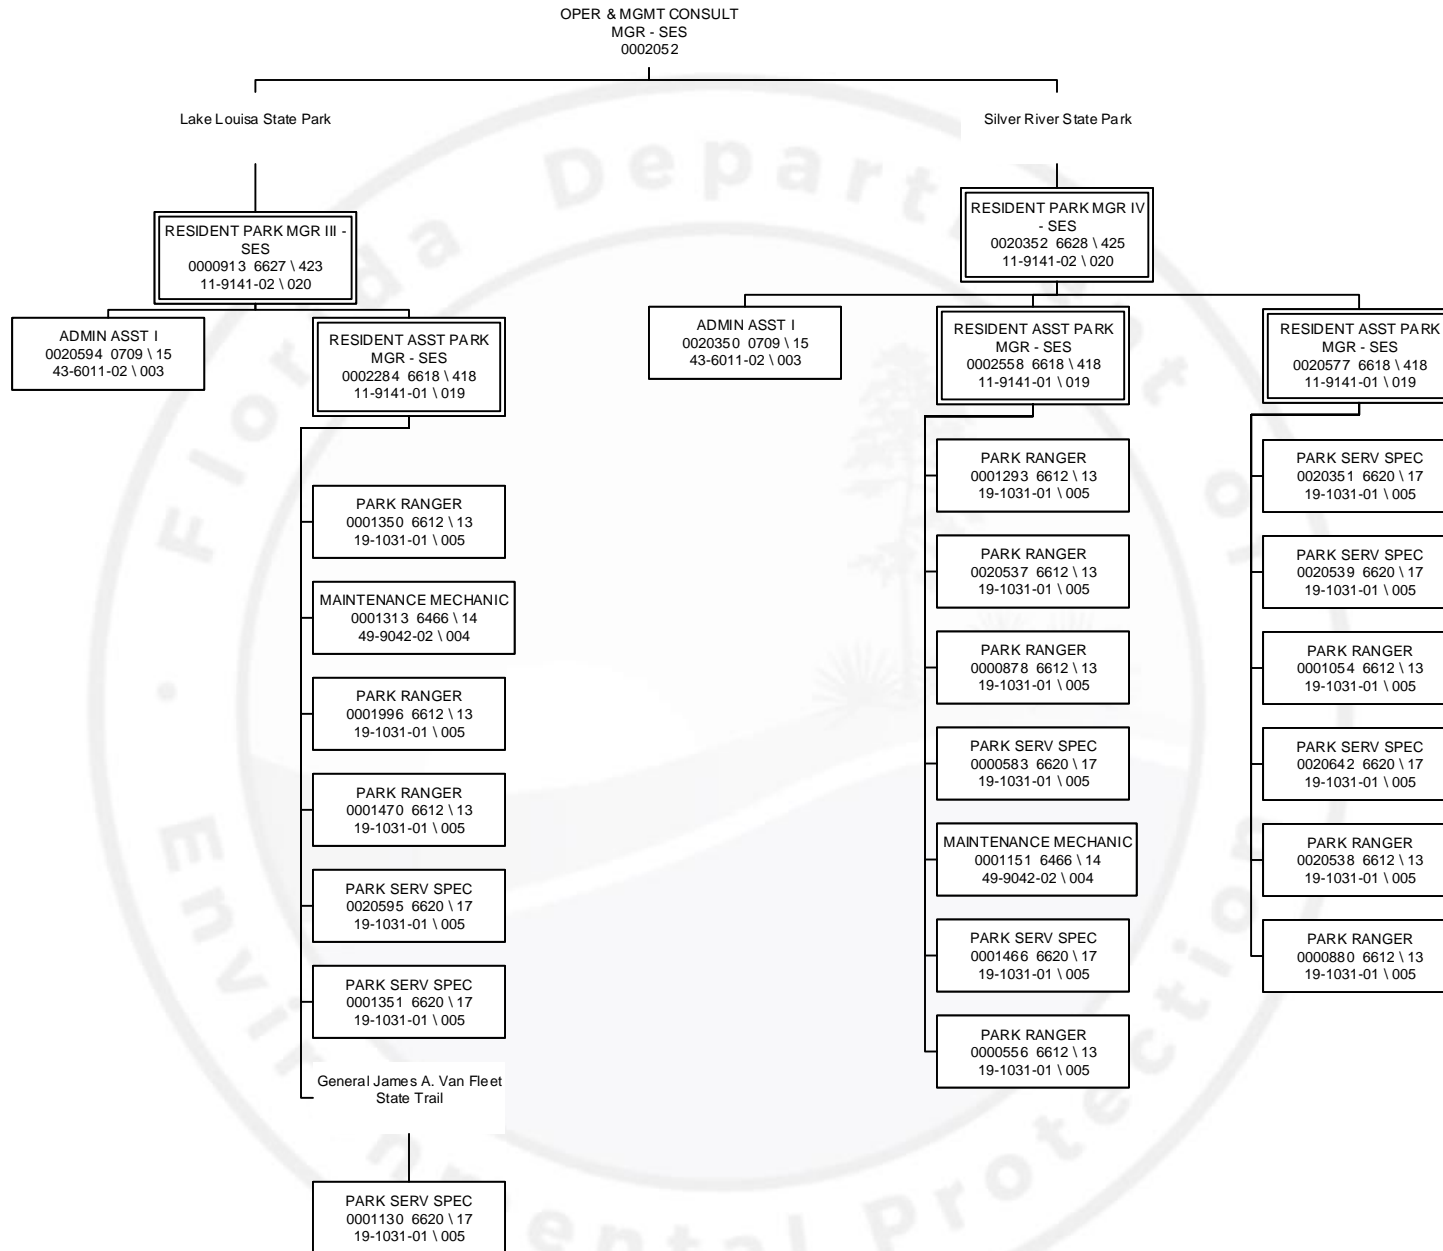 OPER & MGMT CONSULT
MGR - SES
0002052
Lake Louisa State Park
Silver River State Park
RESIDENT PARK MGR III -
SES
0000913 6627 \ 423
11-9141-02 \ 020
RESIDENT PARK MGR IV
- SES
0020352 6628 \ 425
11-9141-02 \ 020
ADMIN ASST I
0020594 0709 \ 15
43-6011-02 \ 003
RESIDENT ASST PARK
MGR - SES
0002284 6618 \ 418
11-9141-01 \ 019
ADMIN ASST I
0020350 0709 \ 15
43-6011-02 \ 003
RESIDENT ASST PARK
MGR - SES
0002558 6618 \ 418
11-9141-01 \ 019
RESIDENT ASST PARK
MGR - SES
0020577 6618 \ 418
11-9141-01 \ 019
PARK RANGER
0001350 6612 \ 13
19-1031-01 \ 005
MAINTENANCE MECHANIC
0001313 6466 \ 14
49-9042-02 \ 004
PARK RANGER
0001996 6612 \ 13
19-1031-01 \ 005
PARK RANGER
0001470 6612 \ 13
19-1031-01 \ 005
PARK SERV SPEC
0020595 6620 \ 17
19-1031-01 \ 005
PARK SERV SPEC
0001351 6620 \ 17
19-1031-01 \ 005
General James A. Van Fleet
State Trail
PARK SERV SPEC
0001130 6620 \ 17
19-1031-01 \ 005
PARK RANGER
0001293 6612 \ 13
19-1031-01 \ 005
PARK RANGER
0020537 6612 \ 13
19-1031-01 \ 005
PARK RANGER
0000878 6612 \ 13
19-1031-01 \ 005
PARK SERV SPEC
0000583 6620 \ 17
19-1031-01 \ 005
MAINTENANCE MECHANIC
0001151 6466 \ 14
49-9042-02 \ 004
PARK SERV SPEC
0001466 6620 \ 17
19-1031-01 \ 005
PARK RANGER
0000556 6612 \ 13
19-1031-01 \ 005
PARK SERV SPEC
0020351 6620 \ 17
19-1031-01 \ 005
PARK SERV SPEC
0020539 6620 \ 17
19-1031-01 \ 005
PARK RANGER
0001054 6612 \ 13
19-1031-01 \ 005
PARK SERV SPEC
0020642 6620 \ 17
19-1031-01 \ 005
PARK RANGER
0020538 6612 \ 13
19-1031-01 \ 005
PARK RANGER
0000880 6612 \ 13
19-1031-01 \ 005
Florida Department of
Environmental Protection